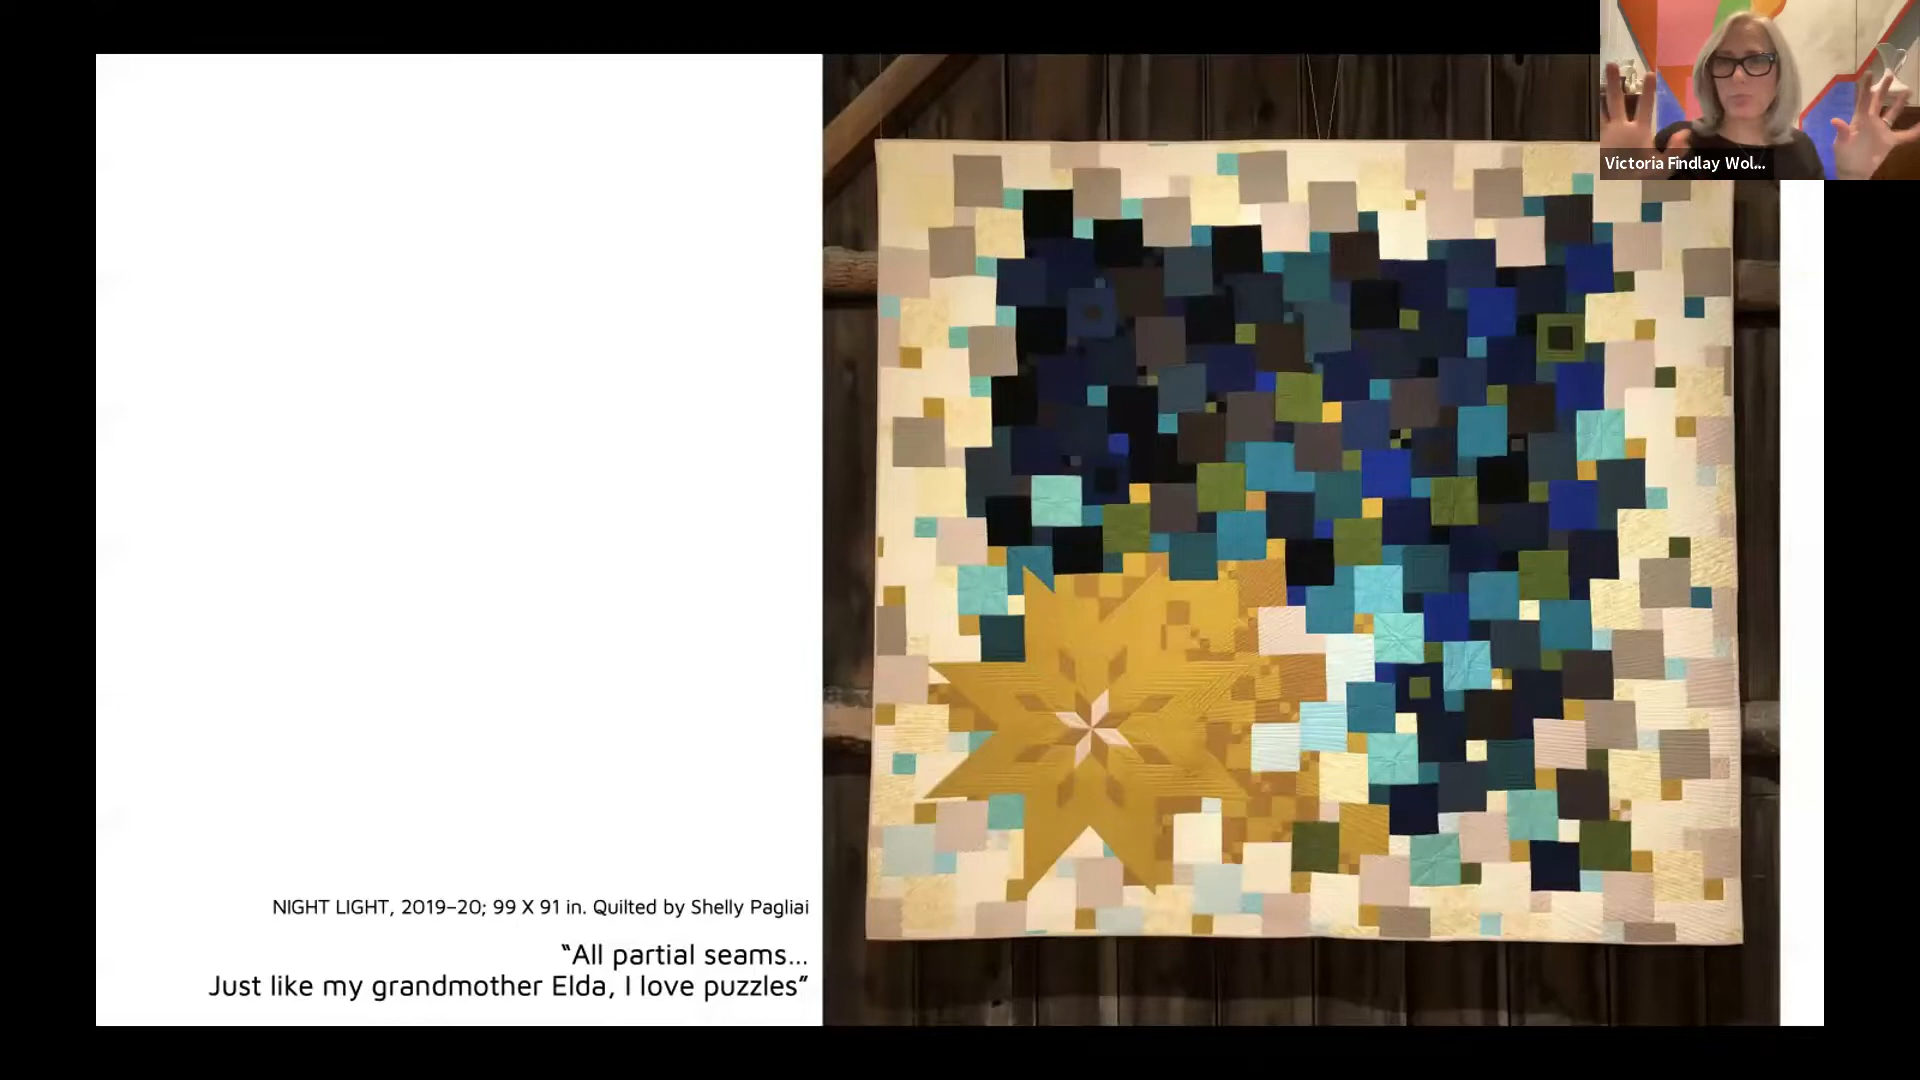 Victoria Findlay Wol...
NIGHT LIGHT, 2019–20; 99 X 91 in. Quilted by Shelly Pagliai
“All partial seams...
Just like my grandmother Elda, I love puzzles”